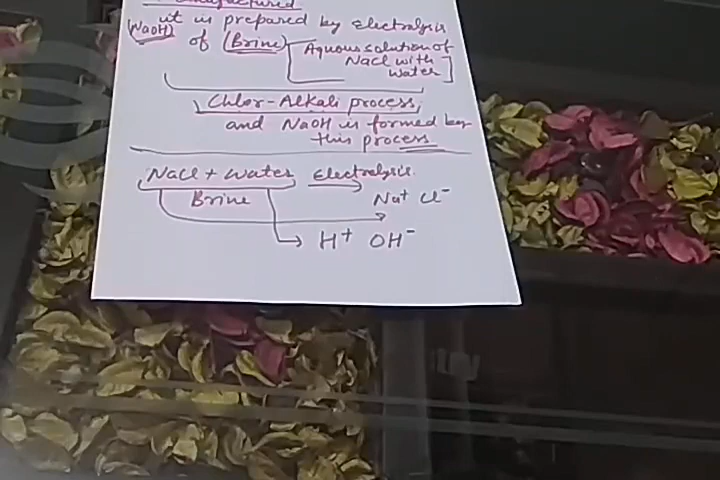 Manufactured
it is prepared by Electrolysis
(NaOH) of (Brine) Aqueous solution of
NaCl with
water]
Chlor-Alkali process,
and NaOH is formed by
this process
NaCl + water Electrolysis
Brine Na+ Cl-
H+ OH-